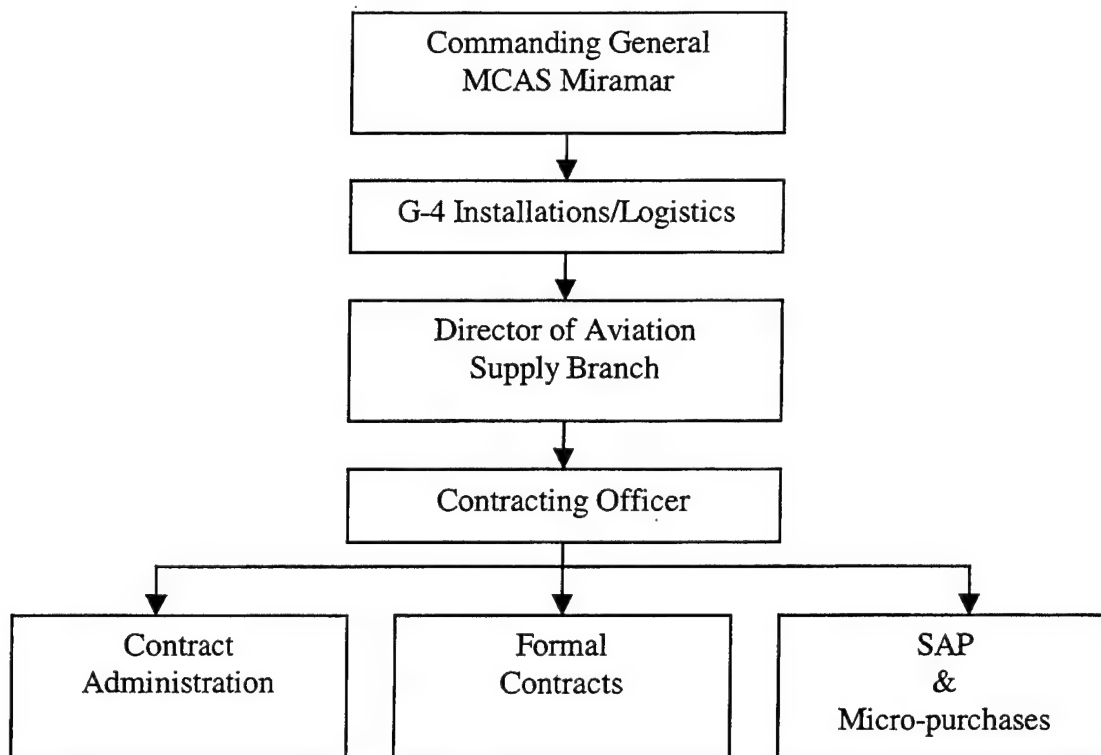 Commanding General
MCAS Miramar
G-4 Installations/Logistics
Director of Aviation
Supply Branch
Contracting Officer
Contract
Administration
Formal
Contracts
SAP
&
Micro-purchases